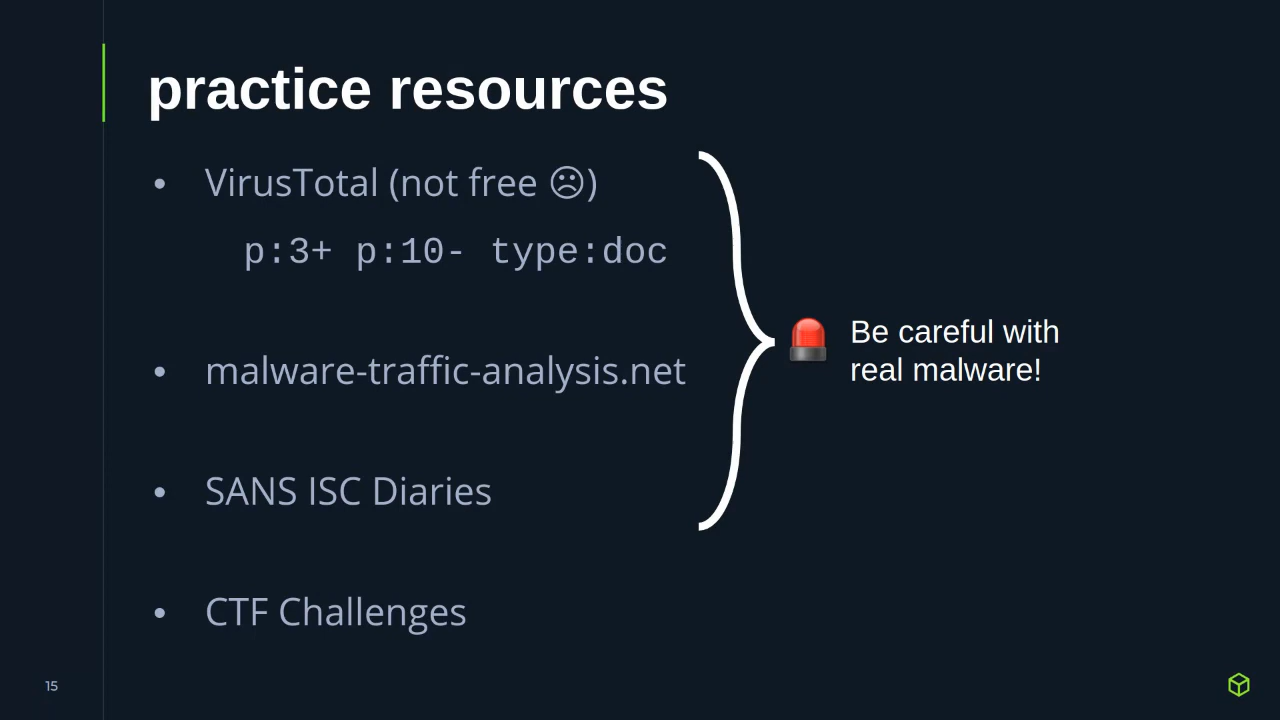 practice resources
• VirusTotal (not free ☹)
p:3+ p:10- type:doc
• malware-traffic-analysis.net
• SANS ISC Diaries
• CTF Challenges
🚨 Be careful with
real malware!
15